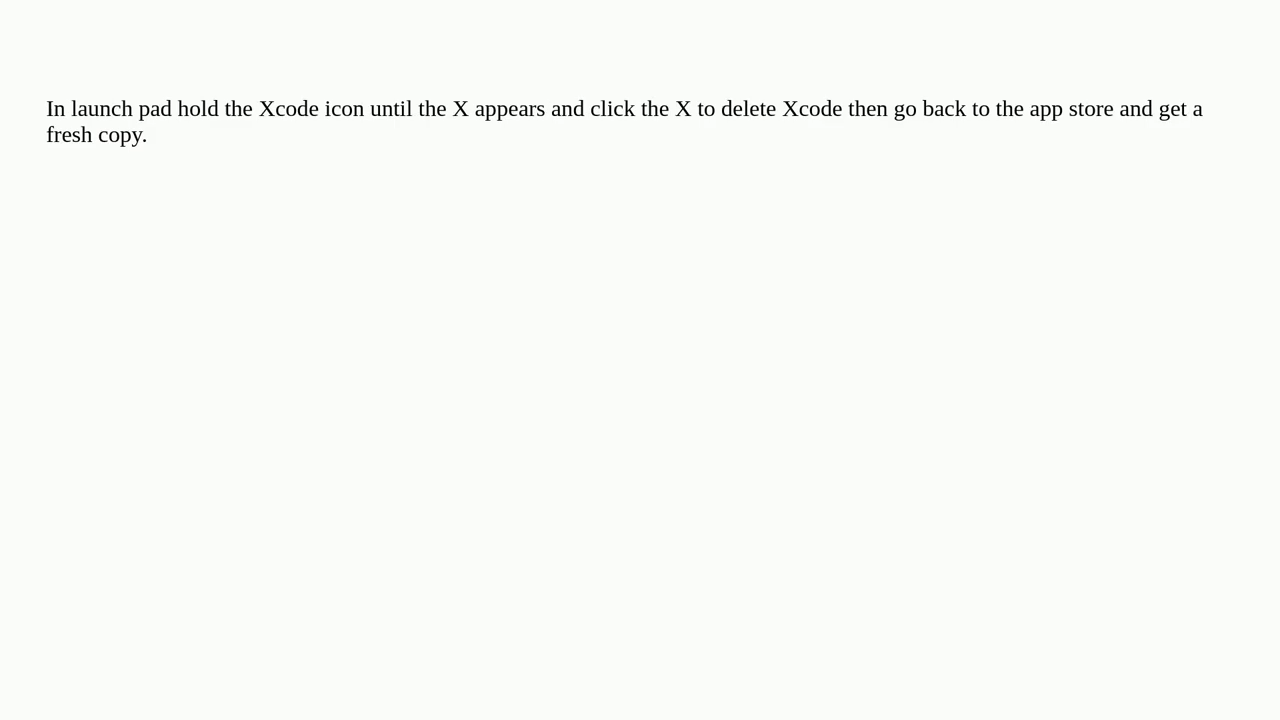 In launch pad hold the Xcode icon until the X appears and click the X to delete Xcode then go back to the app store and get a
fresh copy.